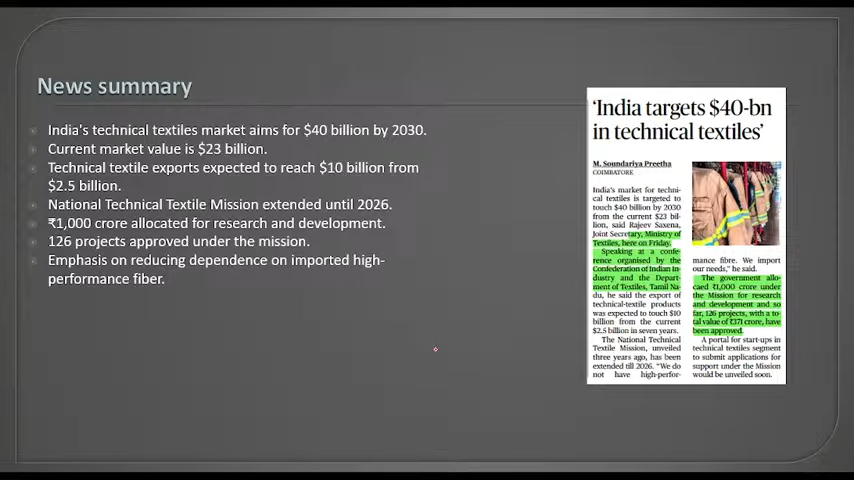 News summary
India's technical textiles market aims for $40 billion by 2030.
Current market value is $23 billion.
Technical textile exports expected to reach $10 billion from
$2.5 billion.
National Technical Textile Mission extended until 2026.
₹1,000 crore allocated for research and development.
126 projects approved under the mission.
Emphasis on reducing dependence on imported high-
performance fiber.
‘India targets $40-bn
in technical textiles’
M. Soundariya Preetha
COIMBATORE
India's market for techni-
cal textiles is targeted to
touch $40 billion by 2030
from the current $23 bil-
lion, said Rajeev Saxena,
Joint Secretary, Ministry of
Textiles, here on Friday.
Speaking at a confe-
rence organised by the
Confederation of Indian In-
dustry and the Depart-
ment of Textiles, Tamil Na-
du, he said the export of
technical-textile products
was expected to touch $10
billion from the current
$2.5 billion in seven years.
The National Technical
Textile Mission, unveiled
three years ago, has been
extended till 2026. “We do
not have high-perfor-
mance fibre. We import
our needs,” he said.
The government allo-
caed ₹1,000 crore under
the Mission for research
and development and so
far, 126 projects, with a to-
tal value of ₹371 crore, have
been approved.
A portal for start-ups in
technical textiles segment
to submit applications for
support under the Mission
would be unveiled soon.